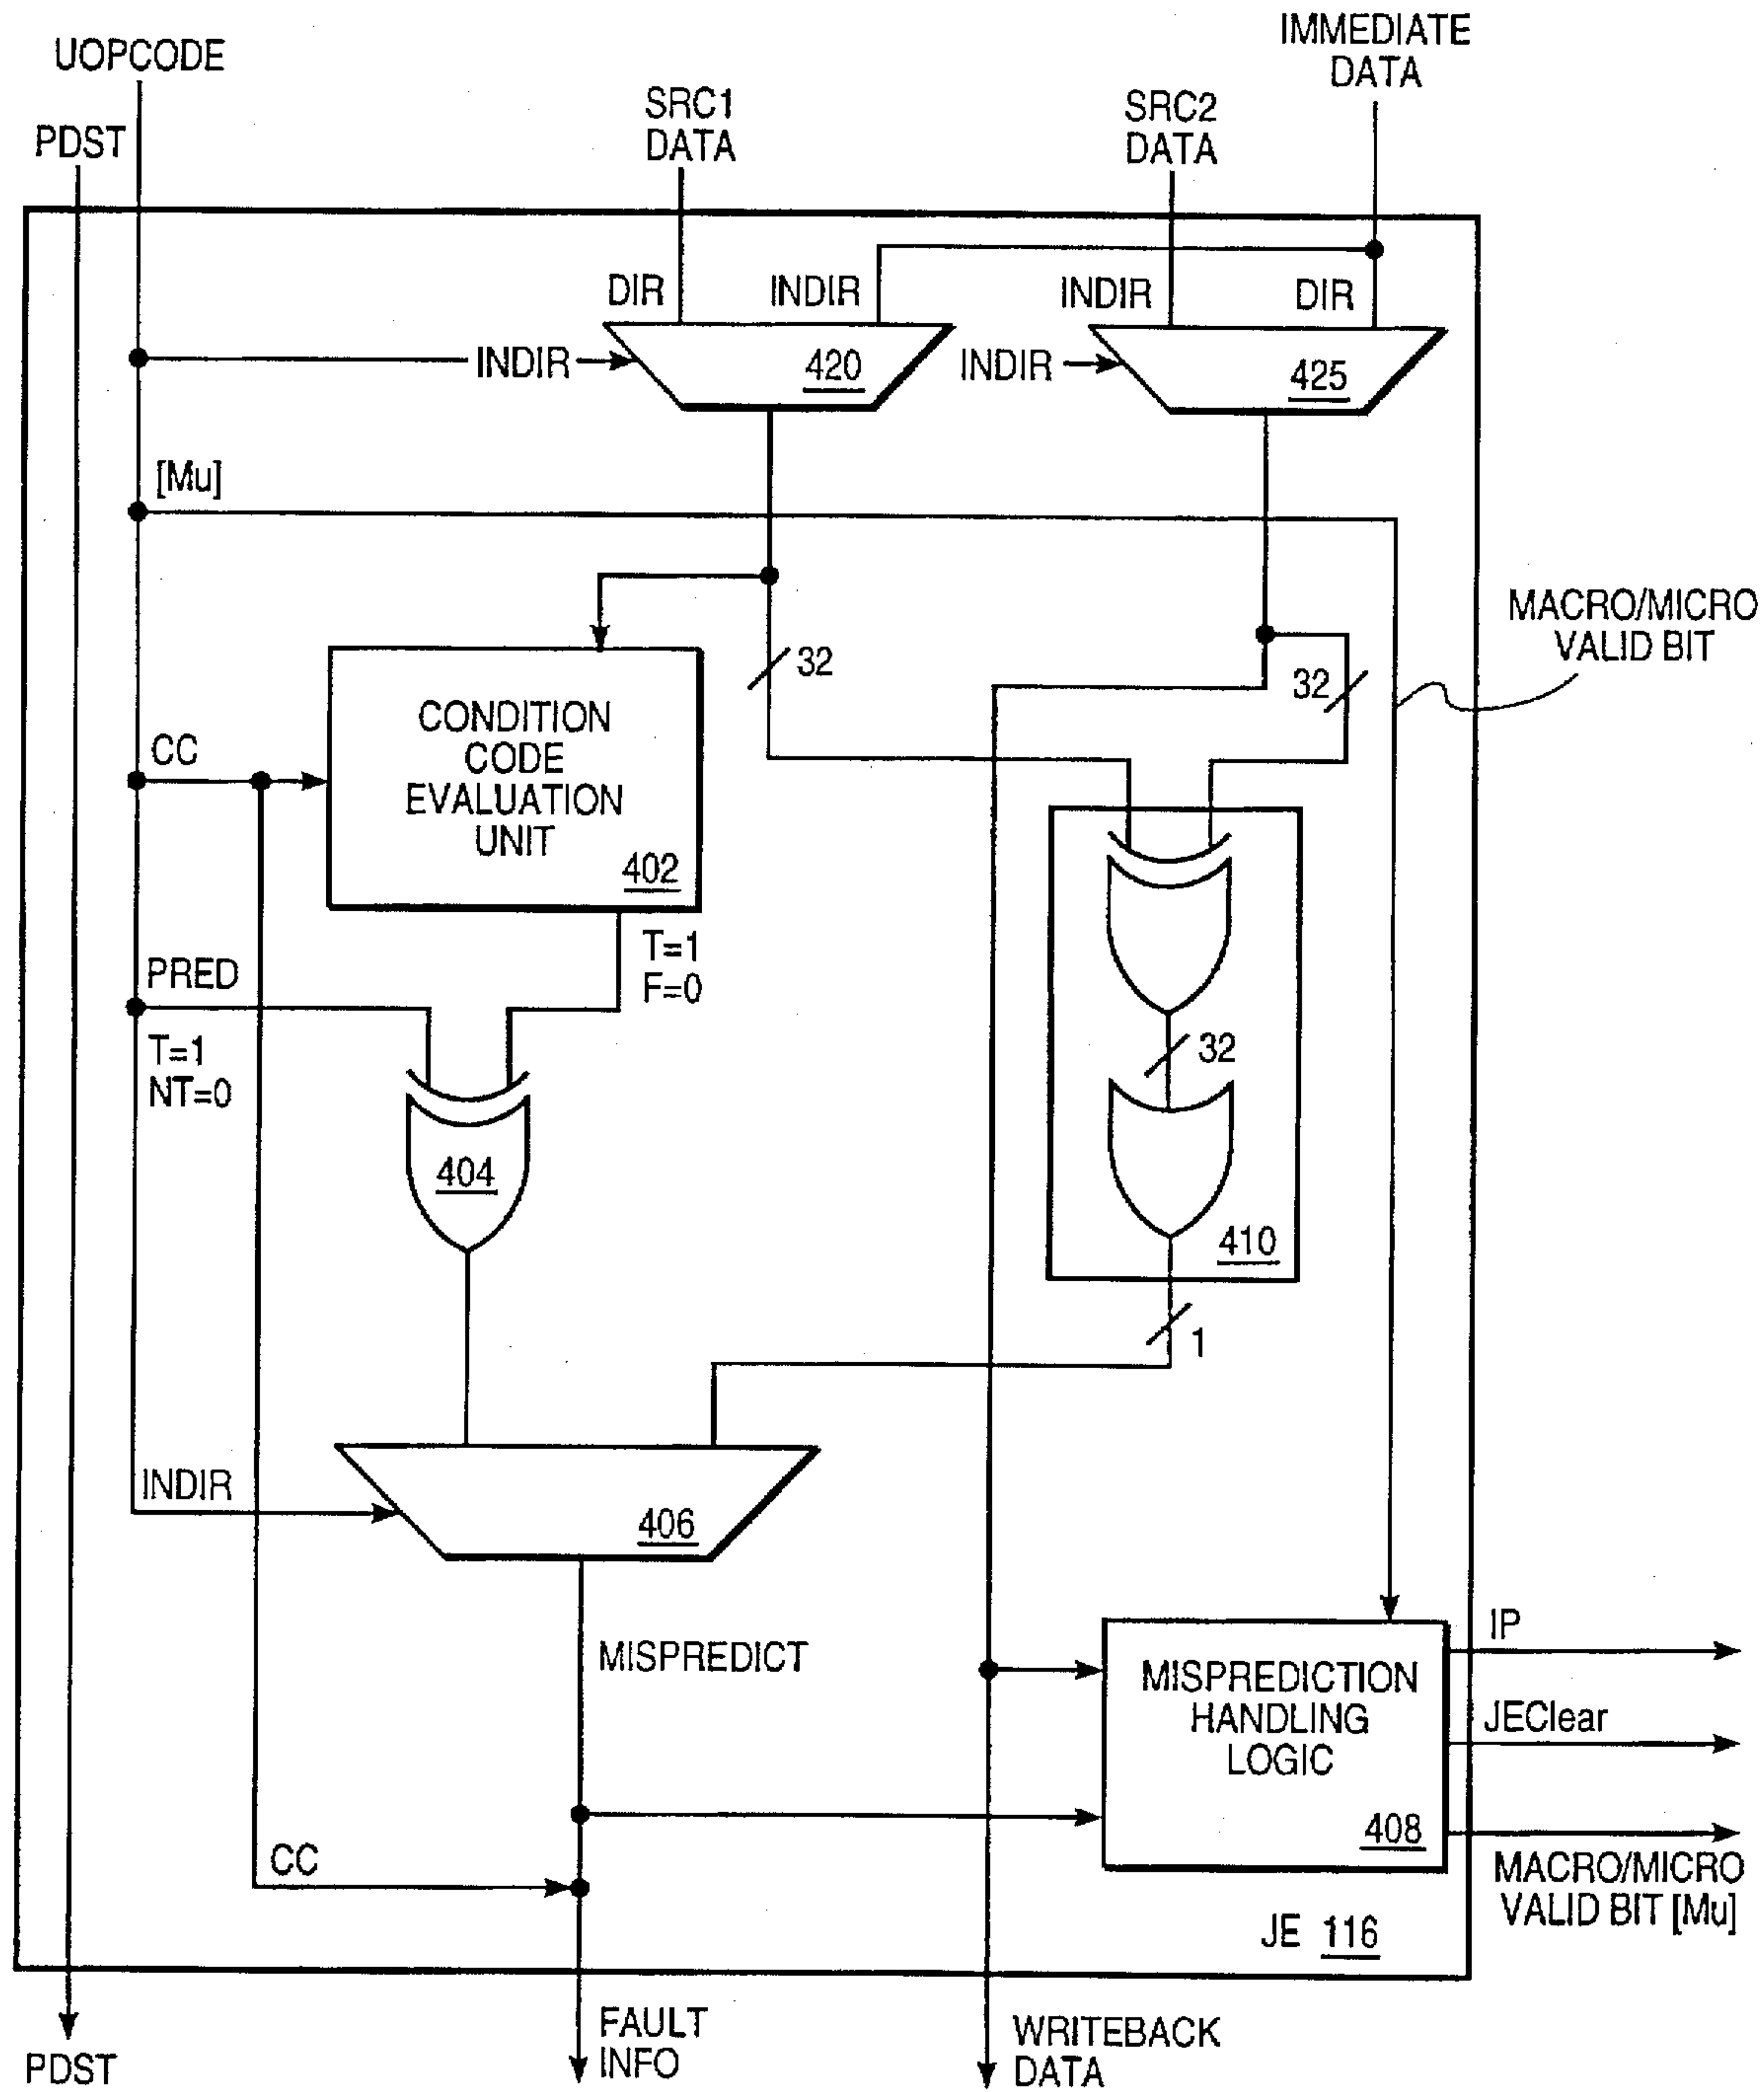 UOPCODE
IMMEDIATE
DATA
PDST
SRC1
DATA
SRC2
DATA
DIR
INDIR
INDIR
DIR
INDIR
420
INDIR
425
[Mu]
MACRO/MICRO
VALID BIT
32
32
CONDITION
CODE
EVALUATION
UNIT
402
CC
T=1
F=0
PRED
T=1
NT=0
32
404
410
1
INDIR
406
MISPREDICT
IP
MISPREDICTION
HANDLING
LOGIC
408
JEClear
CC
MACRO/MICRO
VALID BIT [Mu]
JE 116
PDST
FAULT
INFO
WRITEBACK
DATA